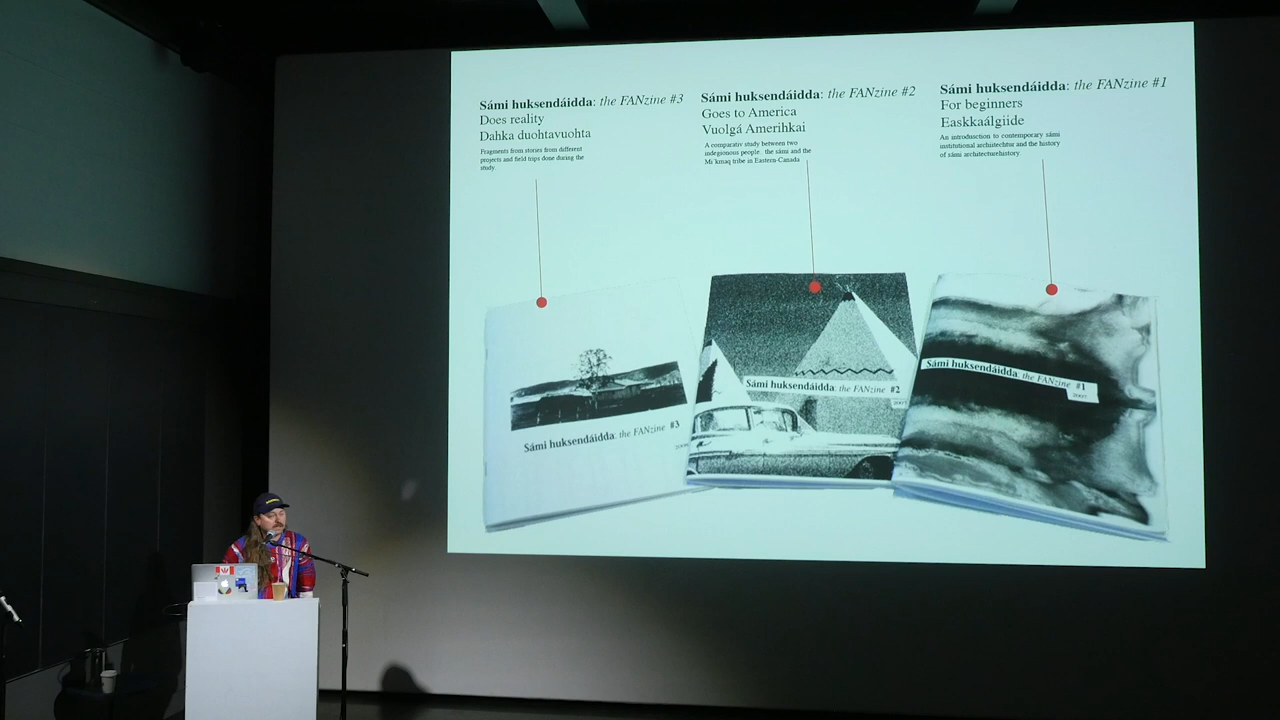 Sámi huksendáidda: the FANzine #3
Does reality
Dahka duohtavuohta
Fragments from stories from different
projects and field trips done during the
study.
Sámi huksendáidda: the FANzine #2
Goes to America
Vuolgá Amerihkai
A comparativ study between two
indegionous people: the sámi and the
Mi´kmaq tribe in Eastern-Canada
Sámi huksendáidda: the FANzine #1
For beginners
Easkkaálgiide
An introduction to contemporary sámi
institutional architechtur and the history
of sámi architecturehistory.
Sámi huksendáidda: the FANzine #3
Sámi huksendáidda: the FANzine #2
Sámi huksendáidda: the FANzine #1